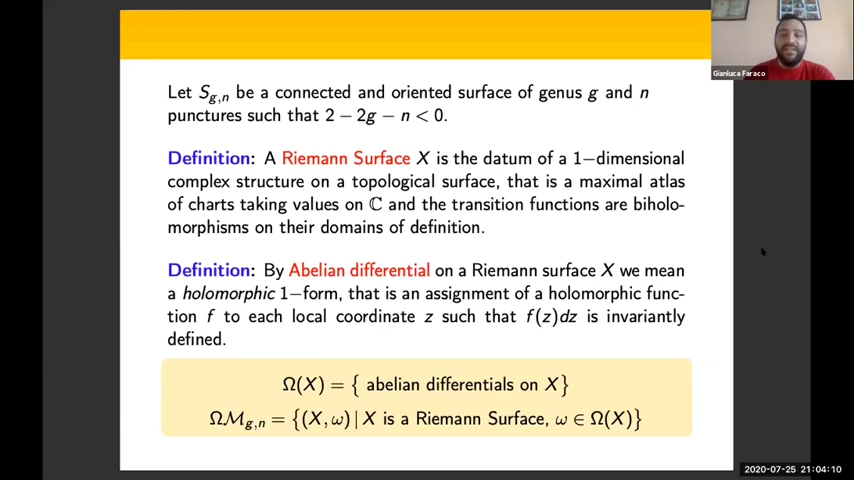 Let S_{g,n} be a connected and oriented surface of genus g and n
punctures such that 2 − 2g − n < 0.
Definition: A Riemann Surface X is the datum of a 1−dimensional
complex structure on a topological surface, that is a maximal atlas
of charts taking values on ℂ and the transition functions are biholo-
morphisms on their domains of definition.
Definition: By Abelian differential on a Riemann surface X we mean
a holomorphic 1−form, that is an assignment of a holomorphic func-
tion f to each local coordinate z such that f(z)dz is invariantly
defined.
Ω(X) = { abelian differentials on X}
Ωℳ_{g,n} = {(X, ω) | X is a Riemann Surface, ω ∈ Ω(X)}
Gianluca Faraco
2020-07-25 21:04:10